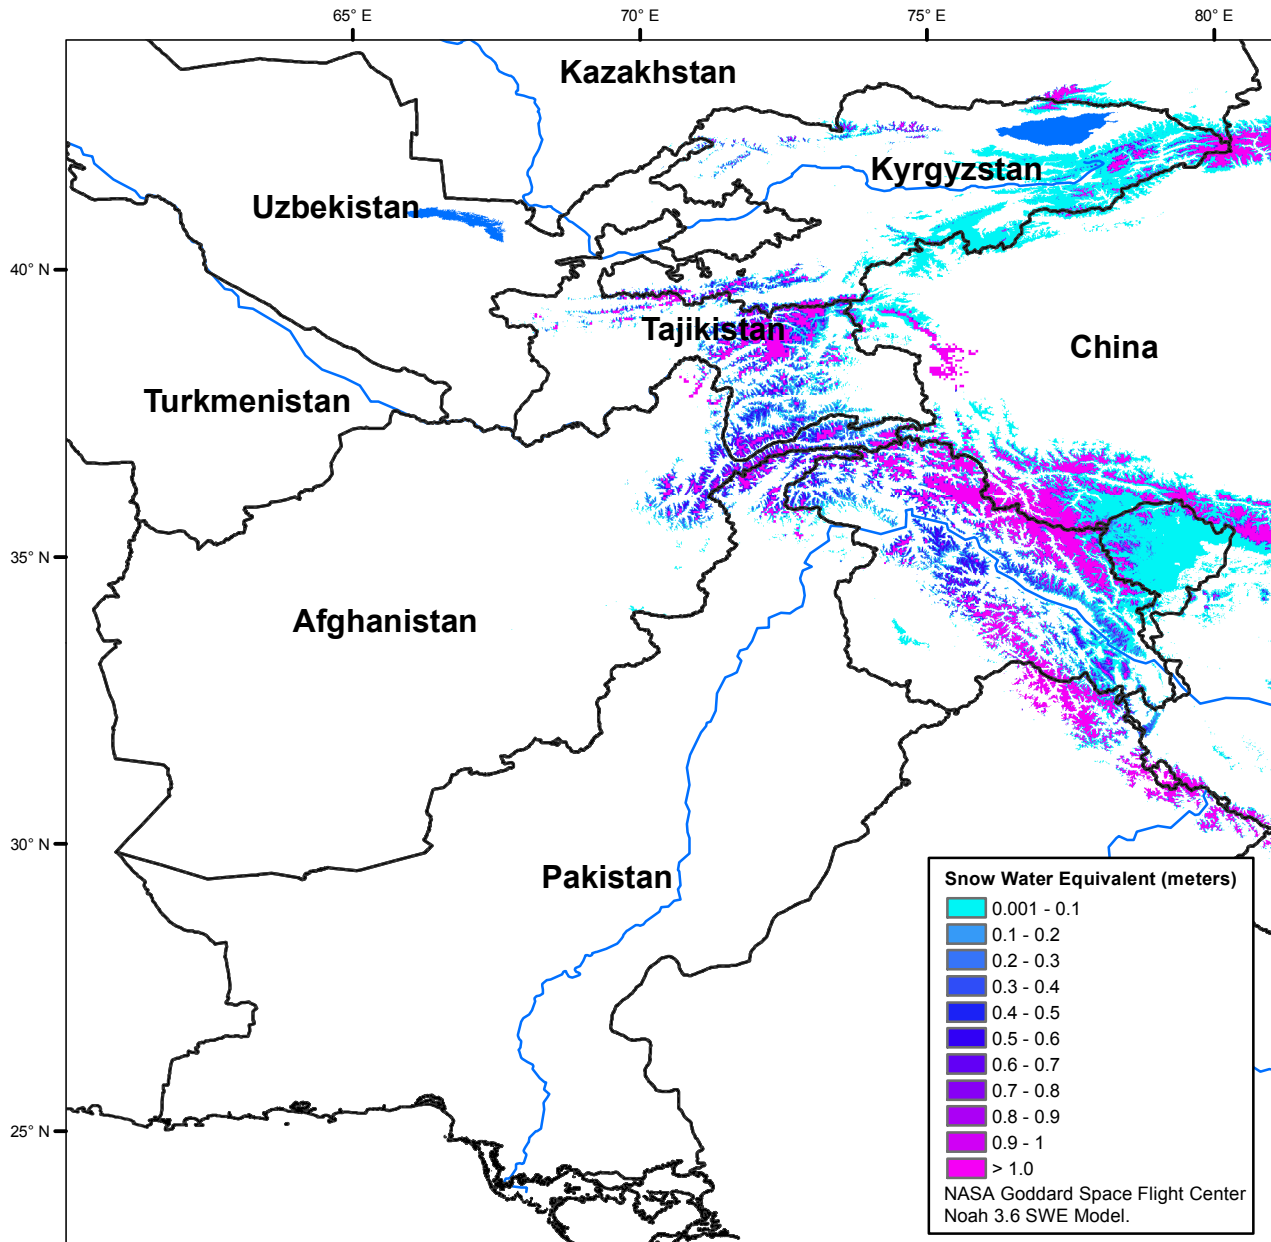 65° E
70° E
75° E
80° E
Kazakhstan
Kyrgyzstan
Uzbekistan
40° N
Tajikistan
China
Turkmenistan
35° N
Afghanistan
30° N
Pakistan
25° N
Snow Water Equivalent (meters)
0.001 - 0.1
0.1 - 0.2
0.2 - 0.3
0.3 - 0.4
0.4 - 0.5
0.5 - 0.6
0.6 - 0.7
0.7 - 0.8
0.8 - 0.9
0.9 - 1
> 1.0
NASA Goddard Space Flight Center
Noah 3.6 SWE Model.